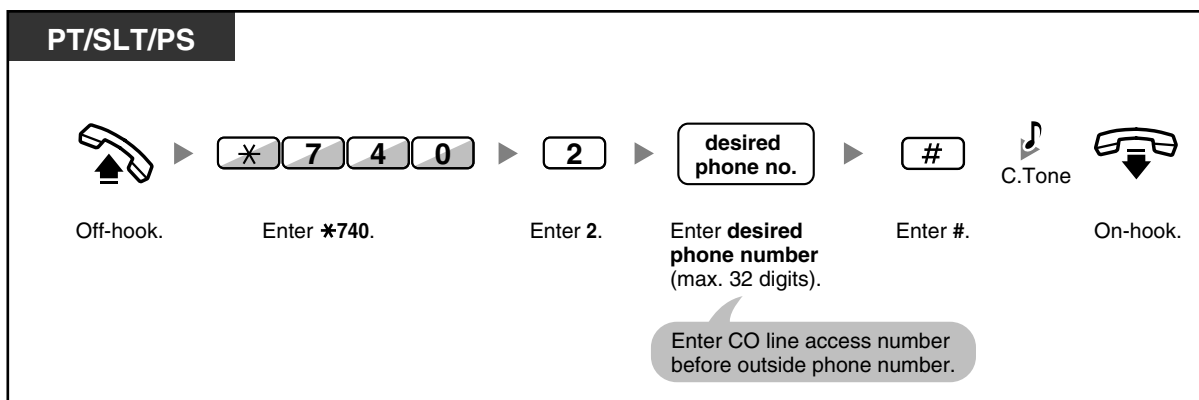 PT/SLT/PS
✳ 7 4 0
2
desired
phone no.
#
C.Tone
Off-hook.
Enter ✳740.
Enter 2.
Enter desired
phone number
(max. 32 digits).
Enter #.
On-hook.
Enter CO line access number
before outside phone number.